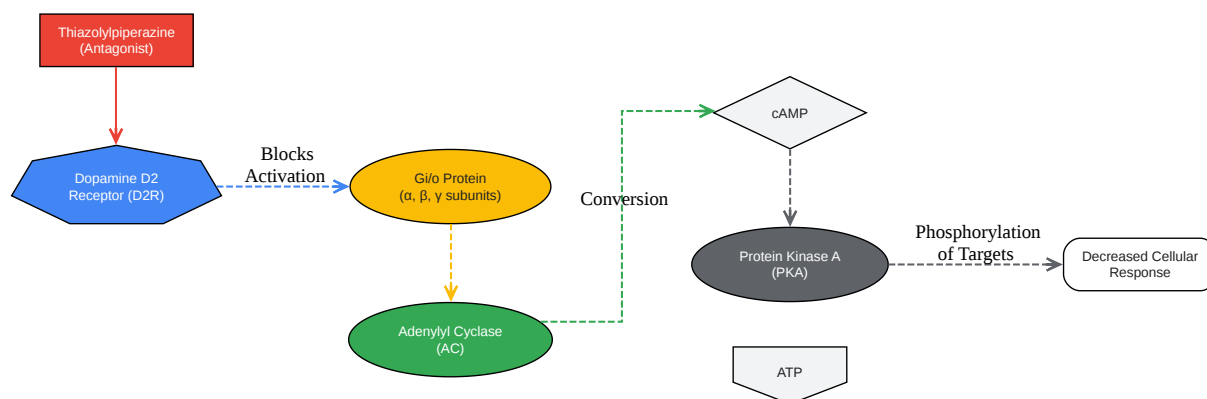 Thiazolylpiperazine
(Antagonist)
Dopamine D2
Receptor (D2R)
Blocks
Activation
Gi/o Protein
(α, β, γ subunits)
Adenylyl Cyclase
(AC)
Conversion
cAMP
Protein Kinase A
(PKA)
Phosphorylation
of Targets
Decreased Cellular
Response
ATP